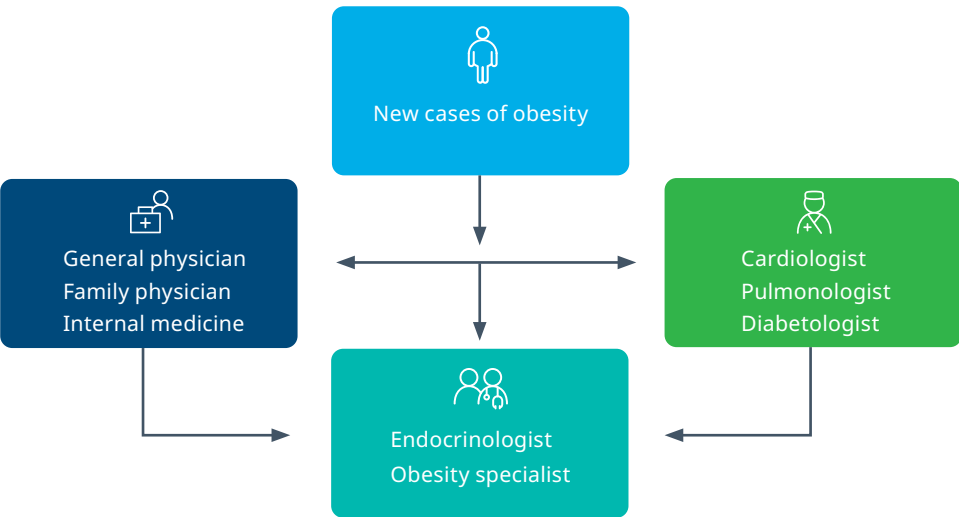 New cases of obesity
General physician
Family physician
Internal medicine
Cardiologist
Pulmonologist
Diabetologist
Endocrinologist
Obesity specialist